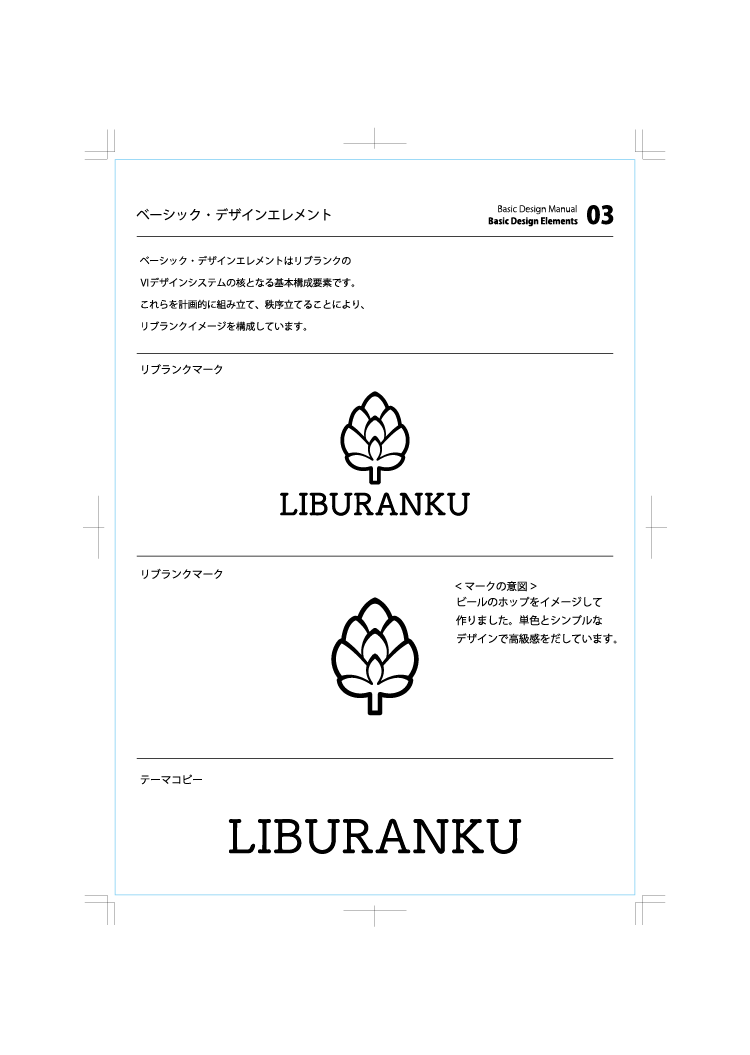 ベーシック・デザインエレメント
Basic Design Manual
Basic Design Elements
03
ベーシック・デザインエレメントはリブランクの
VIデザインシステムの核となる基本構成要素です。
これらを計画的に組み立て、秩序立てることにより、
リブランクイメージを構成しています。
リブランクマーク
LIBURANKU
リブランクマーク
<マークの意図>
ビールのホップをイメージして
作りました。単色とシンプルな
デザインで高級感をだしています。
テーマコピー
LIBURANKU